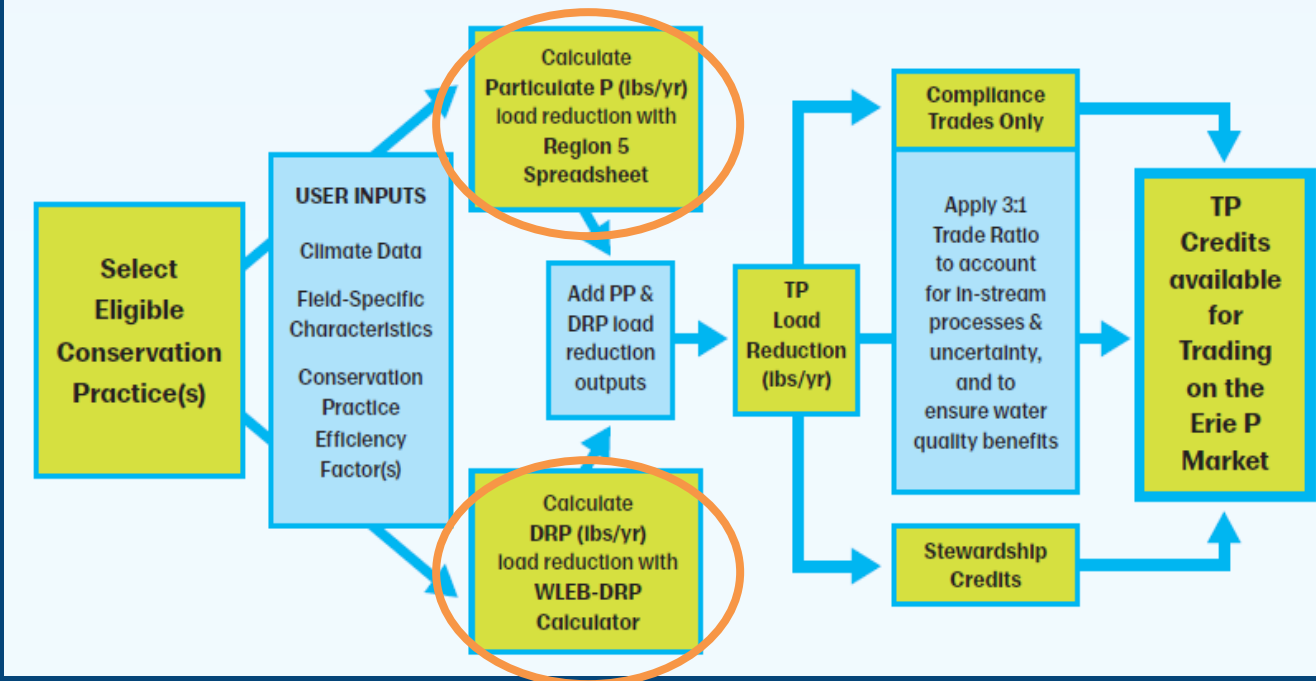 Select
Eligible
Conservation
Practice(s)
USER INPUTS
Climate Data
Field-Specific
Characteristics
Conservation
Practice
Efficiency
Factor(s)
Calculate
Particulate P (lbs/yr)
load reduction with
Region 5
Spreadsheet
Add PP &
DRP load
reduction
outputs
Calculate
DRP (lbs/yr)
load reduction with
WLEB-DRP
Calculator
TP
Load
Reduction
(lbs/yr)
Compliance
Trades Only
Apply 3:1
Trade Ratio
to account
for in-stream
processes &
uncertainty,
and to
ensure water
quality benefits
Stewardship
Credits
TP
Credits
available
for
Trading
on the
Erie P
Market